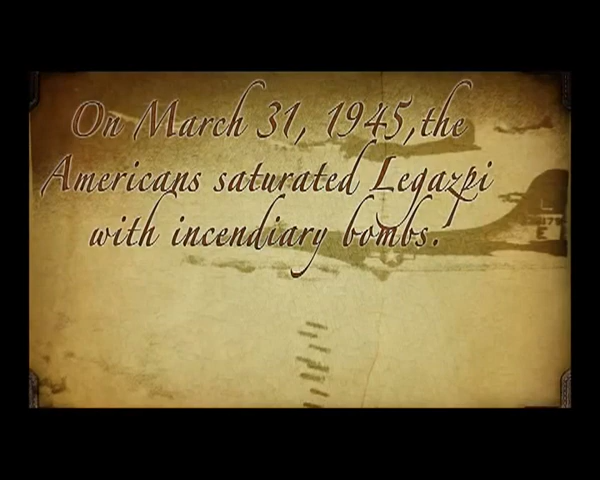 On March 31, 1945,the
Americans saturated Legazpi
with incendiary bombs.